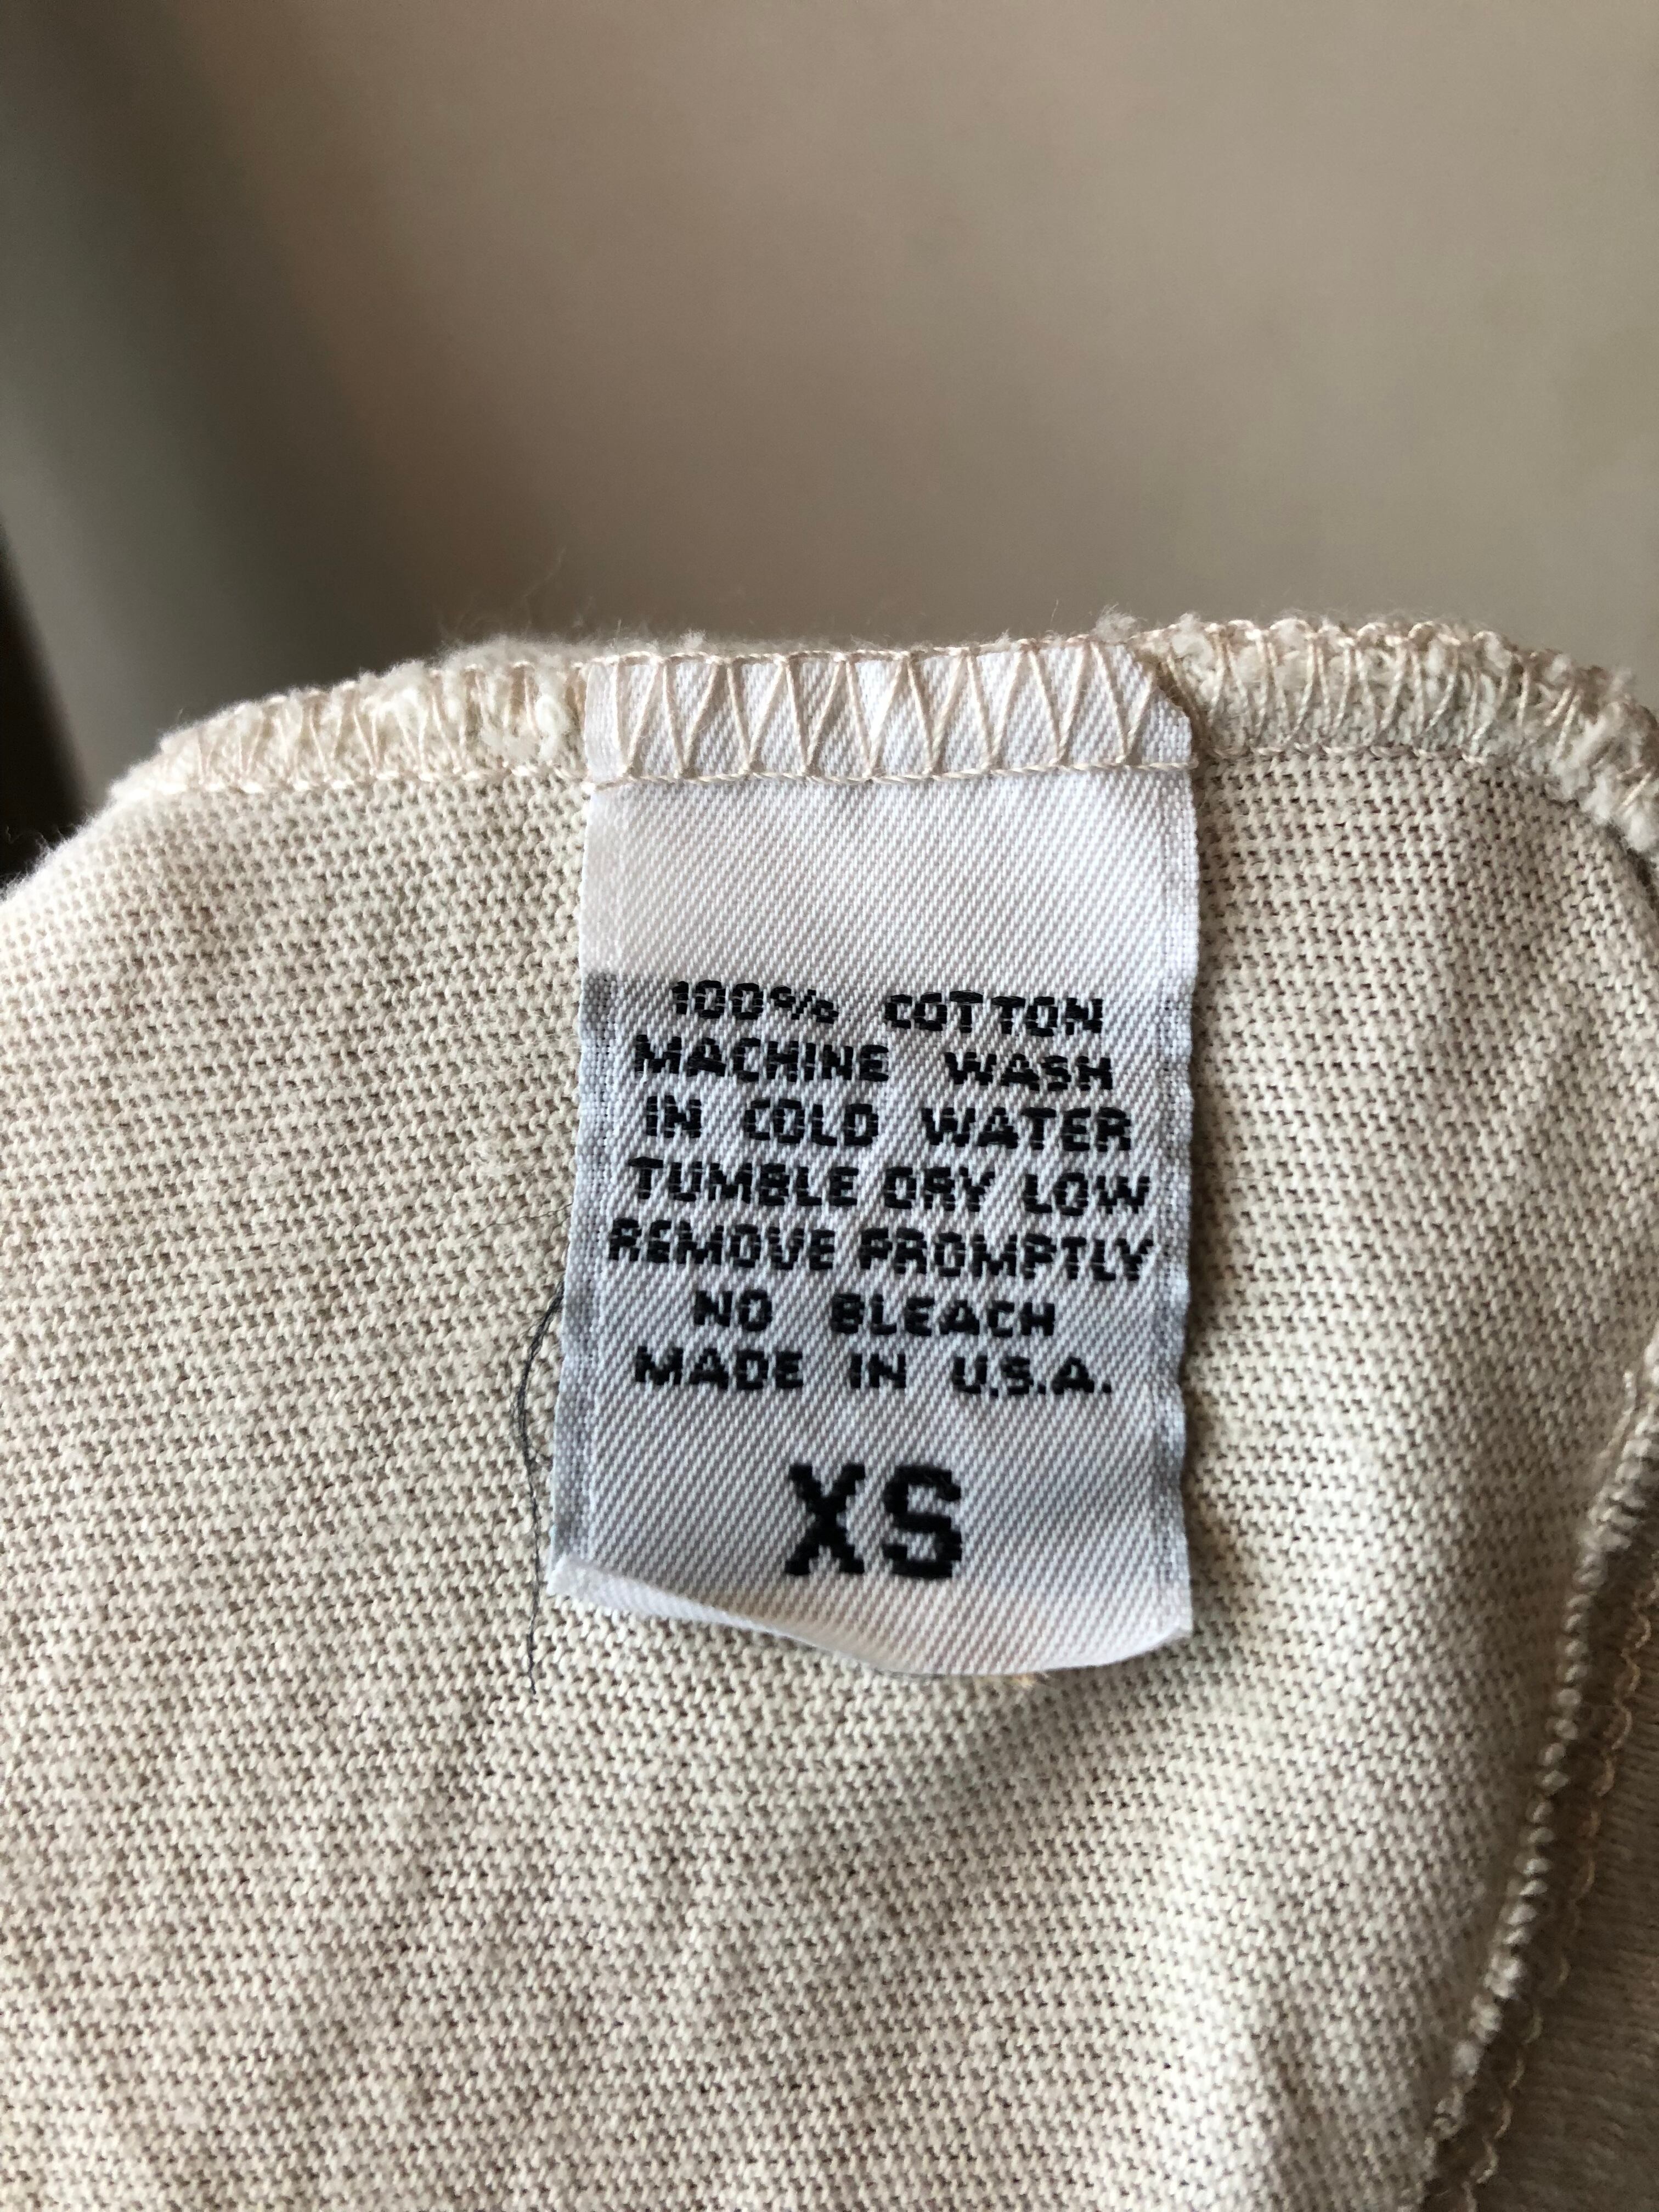 100% COTTON
MACHINE WASH
IN COLD WATER
TUMBLE DRY LOW
REMOVE PROMPTLY
NO BLEACH
MADE IN U.S.A.
XS